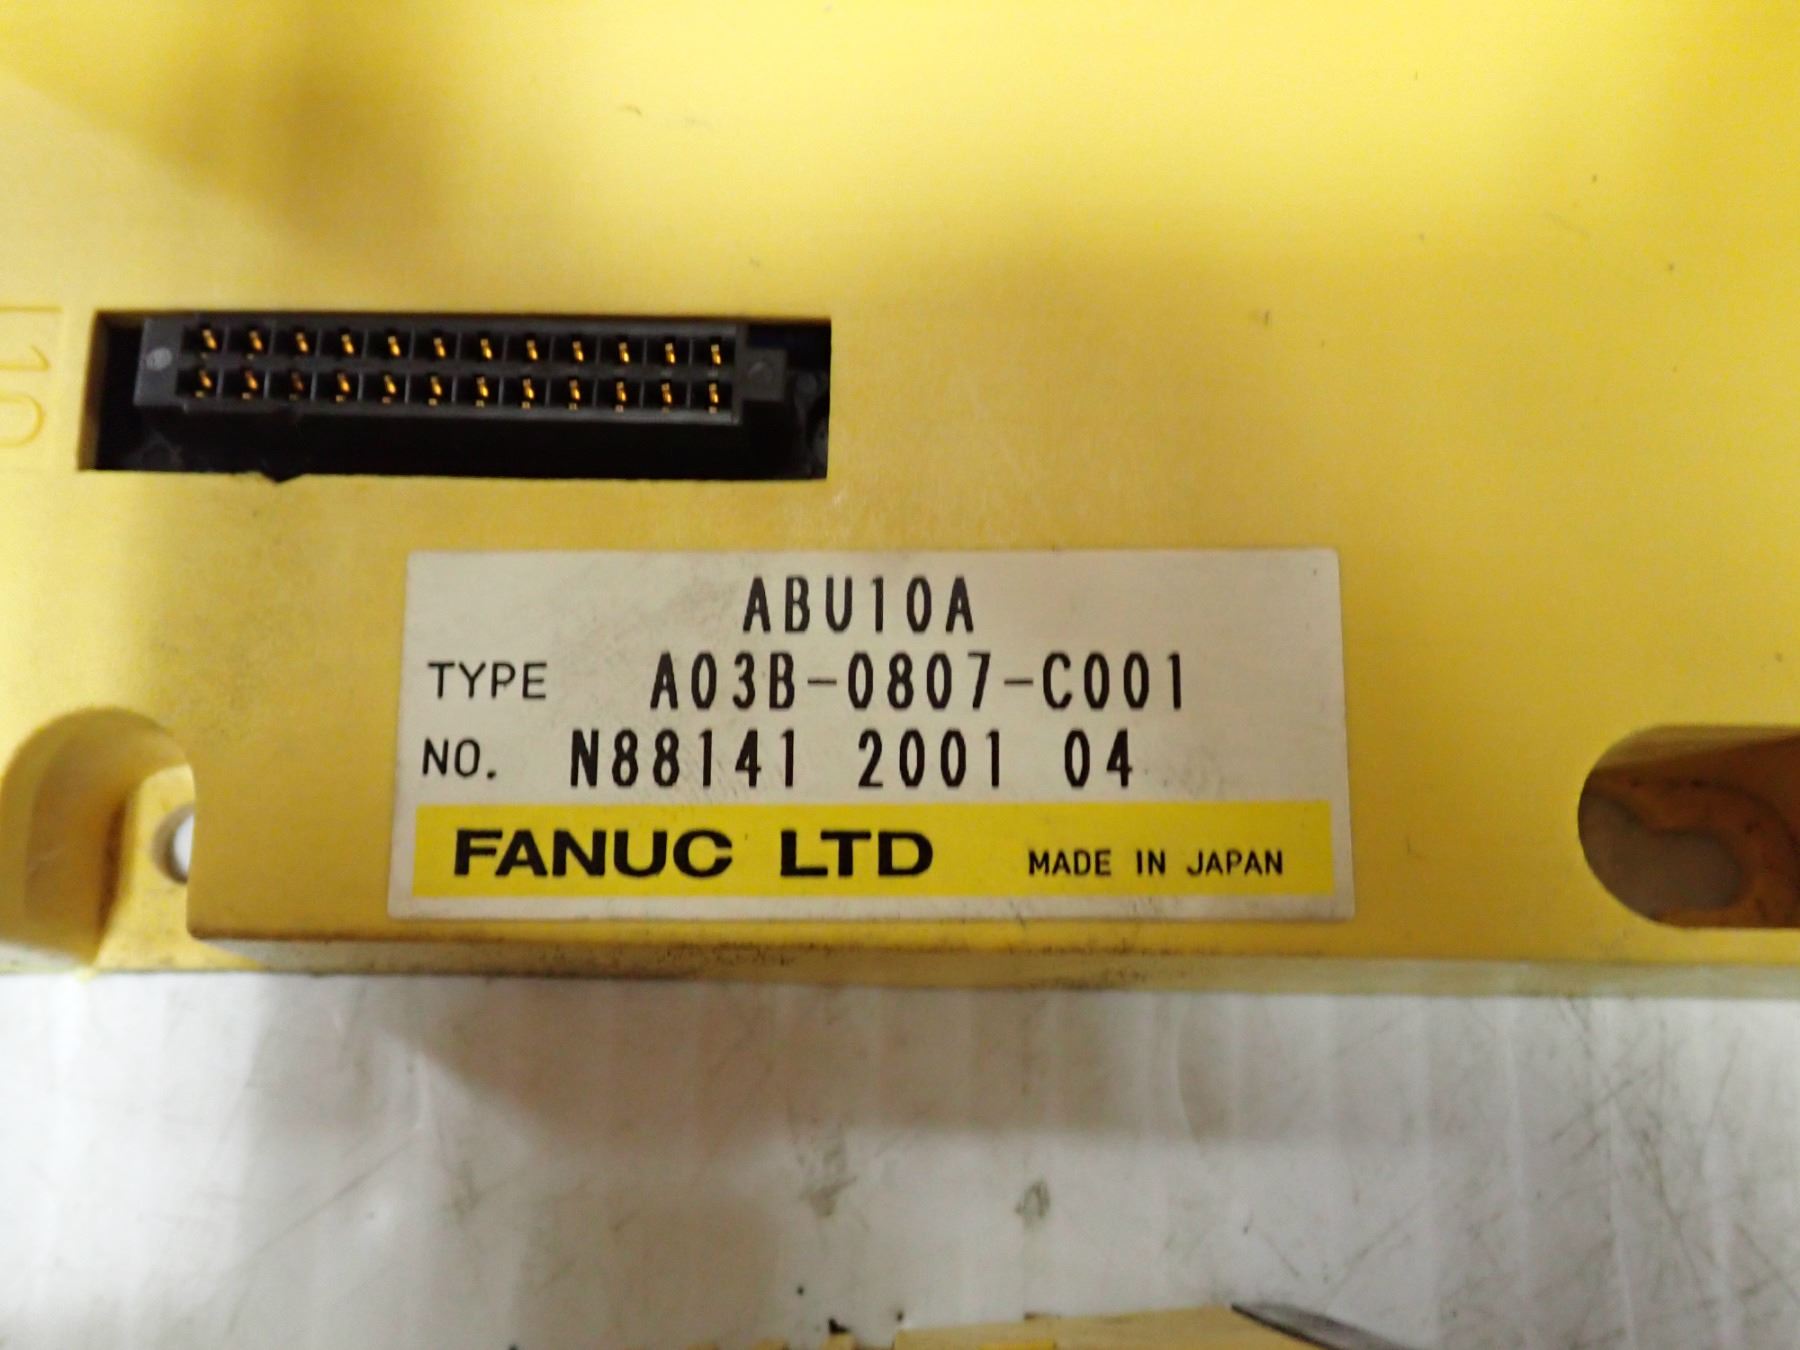 ABU10A
TYPE A03B-0807-C001
NO. N88141 2001 04
FANUC LTD MADE IN JAPAN